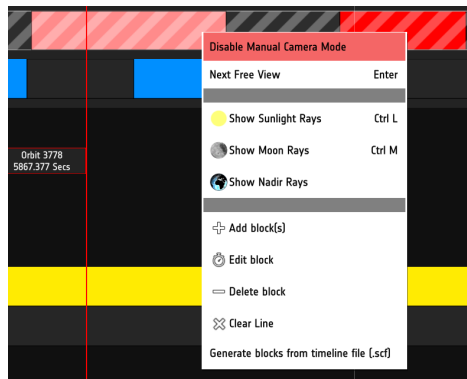 Disable Manual Camera Mode
Next Free View Enter
Show Sunlight Rays Ctrl L
Show Moon Rays Ctrl M
Orbit 3778
5867.377 Secs
Show Nadir Rays
Add block(s)
Edit block
Delete block
Clear Line
Generate blocks from timeline file (.scf)